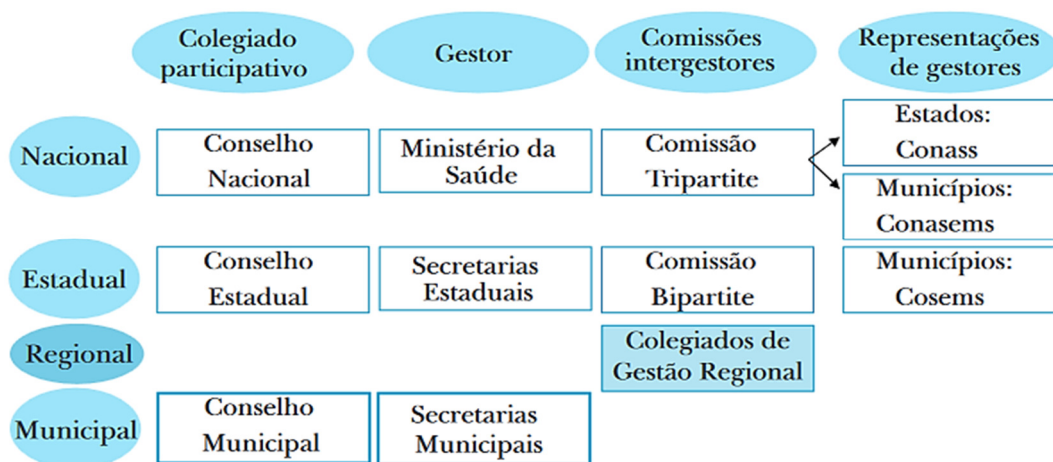 Colegiado
participativo
Gestor
Comissões
intergestores
Representações
de gestores
Nacional
Conselho
Nacional
Ministério da
Saúde
Comissão
Tripartite
Estados:
Conass
Municípios:
Conasems
Estadual
Conselho
Estadual
Secretarias
Estaduais
Comissão
Bipartite
Municípios:
Cosems
Regional
Colegiados de
Gestão Regional
Municipal
Conselho
Municipal
Secretarias
Municipais